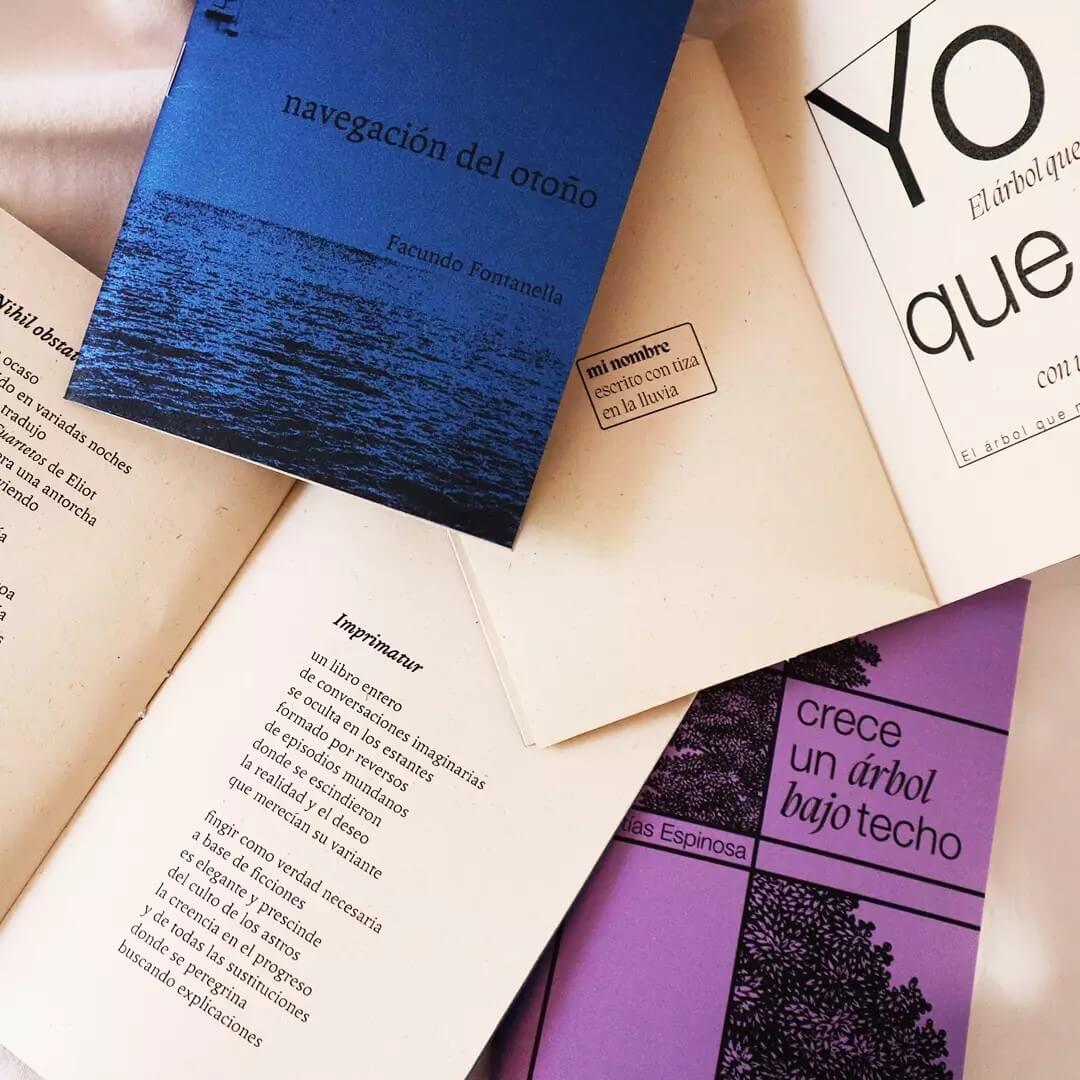 navegación del otoño
Facundo Fontanella
Yo
El árbol que
que
con
El árbol que
mi nombre
escrito con tiza
en la lluvia
Nihil
ocaso
en variadas noches
tradujo
Cuartetos de Eliot
una antorcha
Imprimatur
un libro entero
de conversaciones imaginarias
se oculta en los estantes
formado por reversos
de episodios mundanos
donde se escindieron
la realidad y el deseo
que merecían su variante
fingir como verdad necesaria
a base de ficciones
es elegante y prescinde
del culto de los astros
la creencia en el progreso
y de todas las sustituciones
donde se peregrina
buscando explicaciones
crece
un árbol
bajo techo
Espinosa